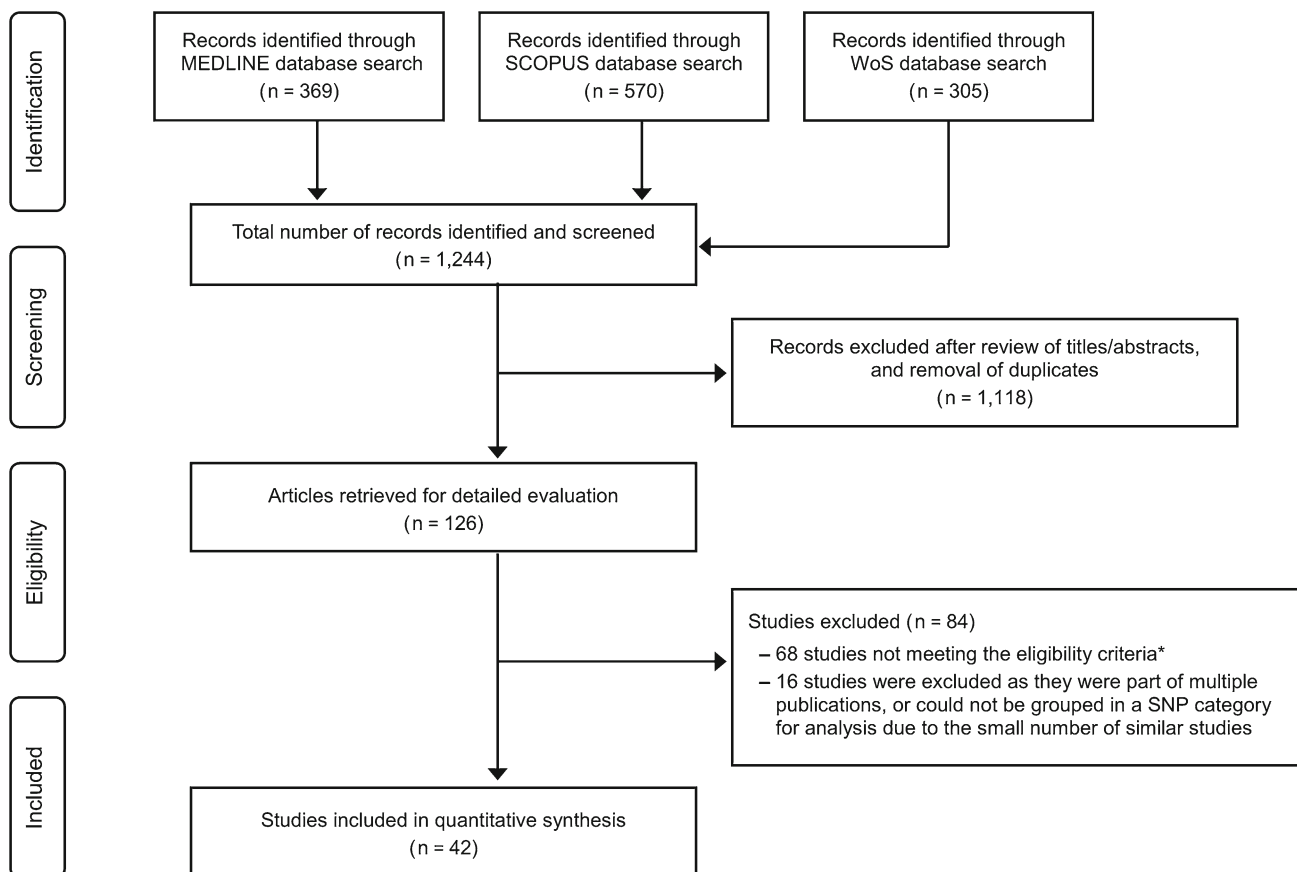 Identification
Records identified through
MEDLINE database search
(n = 369)
Records identified through
SCOPUS database search
(n = 570)
Records identified through
WoS database search
(n = 305)
Total number of records identified and screened
(n = 1,244)
Screening
Records excluded after review of titles/abstracts,
and removal of duplicates
(n = 1,118)
Eligibility
Articles retrieved for detailed evaluation
(n = 126)
Studies excluded (n = 84)
– 68 studies not meeting the eligibility criteria*
– 16 studies were excluded as they were part of multiple
publications, or could not be grouped in a SNP category
for analysis due to the small number of similar studies
Included
Studies included in quantitative synthesis
(n = 42)